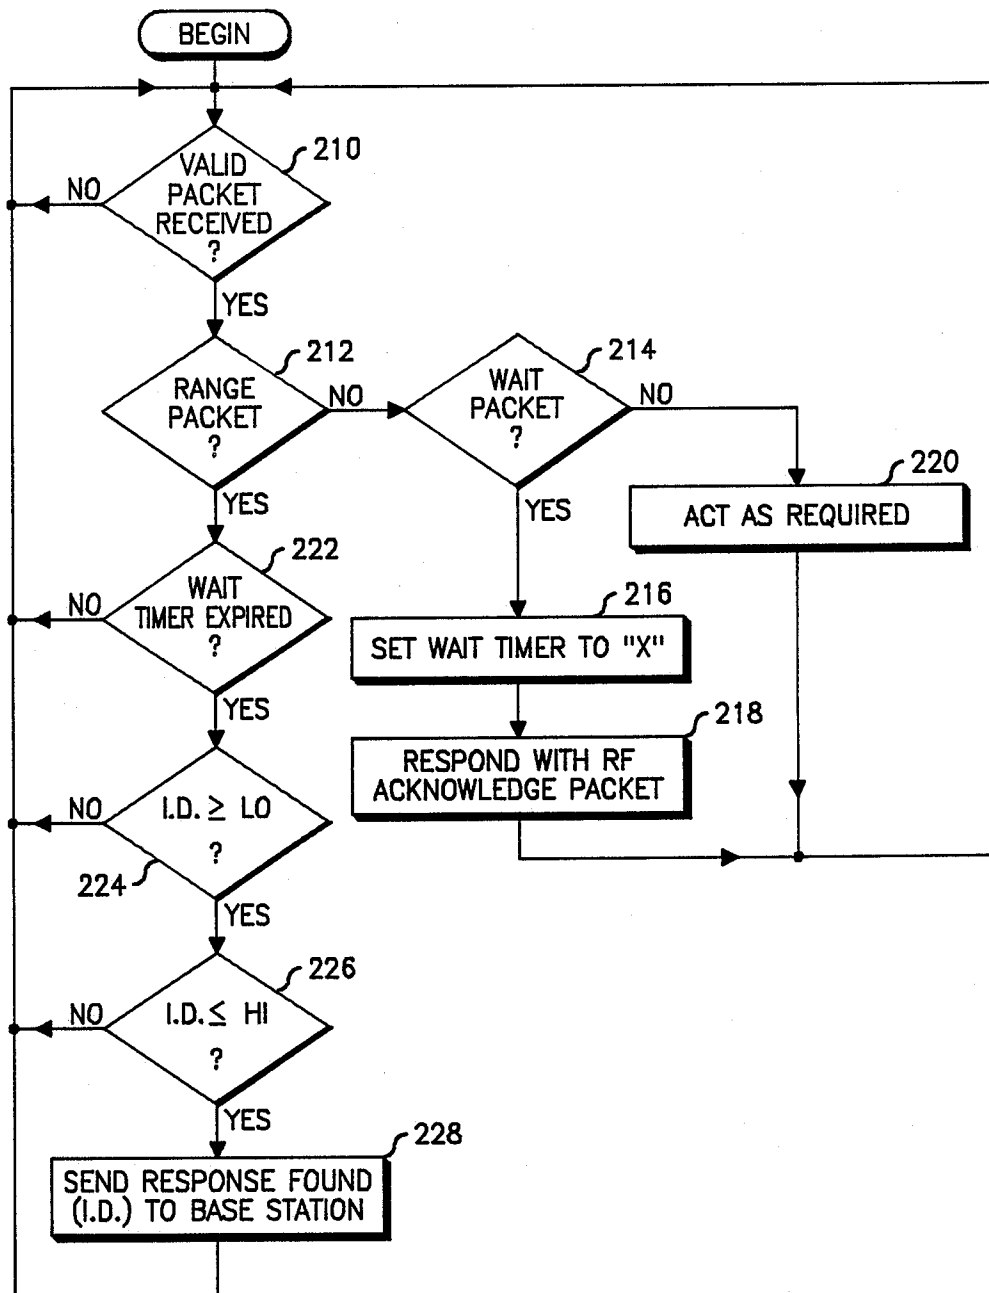 BEGIN
VALID
PACKET
RECEIVED
?
210
NO
YES
RANGE
PACKET
?
212
NO
YES
WAIT
PACKET
?
214
NO
YES
ACT AS REQUIRED
220
WAIT
TIMER EXPIRED
?
222
NO
YES
SET WAIT TIMER TO "X"
216
RESPOND WITH RF
ACKNOWLEDGE PACKET
218
I.D. ≥ LO
?
224
NO
YES
I.D. ≤ HI
?
226
NO
YES
SEND RESPONSE FOUND
(I.D.) TO BASE STATION
228